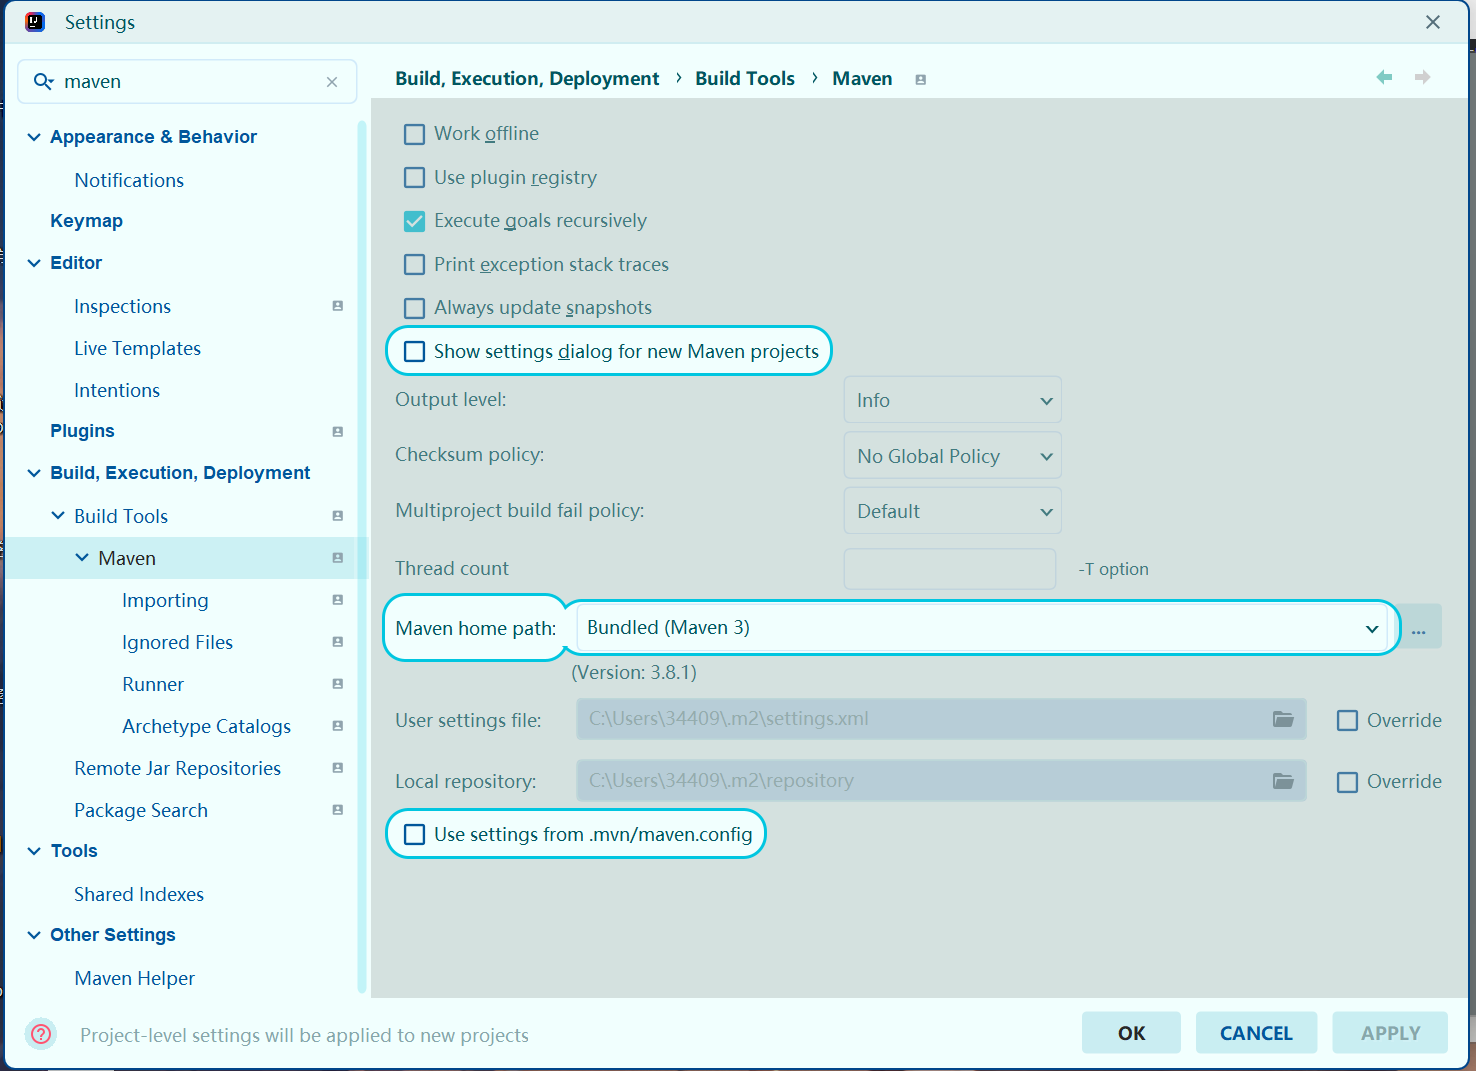 Settings
maven
Build, Execution, Deployment › Build Tools › Maven
Appearance & Behavior
Notifications
Keymap
Editor
Inspections
Live Templates
Intentions
Plugins
Build, Execution, Deployment
Build Tools
Maven
Importing
Ignored Files
Runner
Archetype Catalogs
Remote Jar Repositories
Package Search
Tools
Shared Indexes
Other Settings
Maven Helper
Work offline
Use plugin registry
Execute goals recursively
Print exception stack traces
Always update snapshots
Show settings dialog for new Maven projects
Output level: Info
Checksum policy: No Global Policy
Multiproject build fail policy: Default
Thread count -T option
Maven home path: Bundled (Maven 3) ...
(Version: 3.8.1)
User settings file: C:\Users\34409\.m2\settings.xml Override
Local repository: C:\Users\34409\.m2\repository Override
Use settings from .mvn/maven.config
? Project-level settings will be applied to new projects
OK CANCEL APPLY